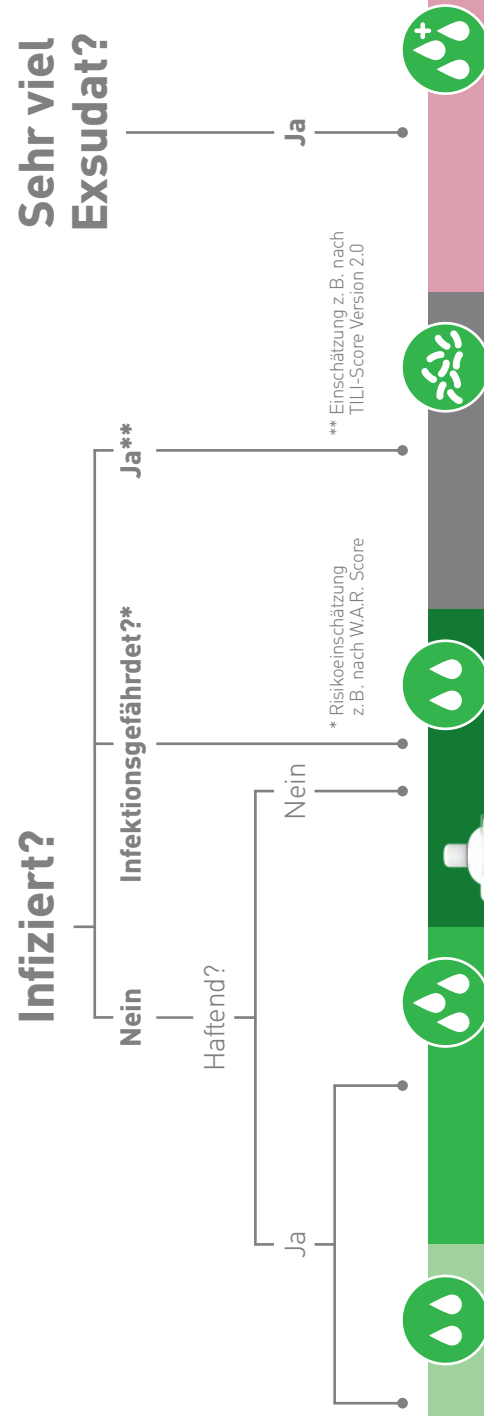 Infiziert?
Nein
Infektionsgefährdet?*
Ja**
Haftend?
Ja
Nein
* Risikoeinschätzung
z. B. nach W.A.R. Score
** Einschätzung z. B. nach
TILI-Score Version 2.0
Sehr viel
Exsudat?
Ja